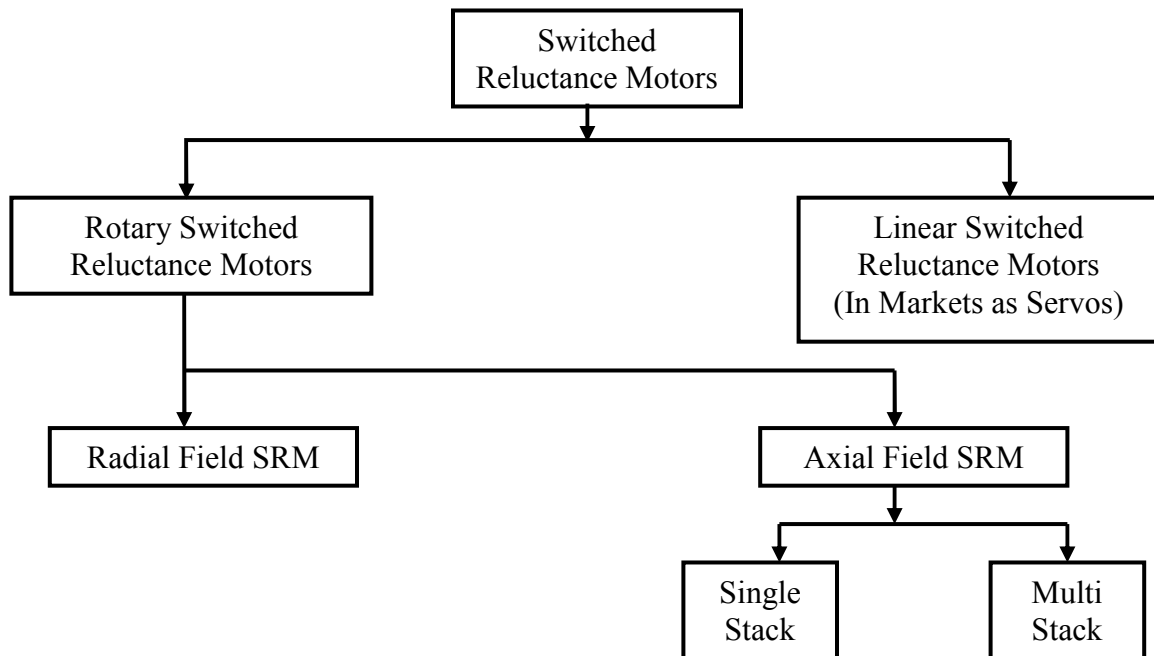 Switched
Reluctance Motors
Rotary Switched
Reluctance Motors
Linear Switched
Reluctance Motors
(In Markets as Servos)
Radial Field SRM
Axial Field SRM
Single
Stack
Multi
Stack